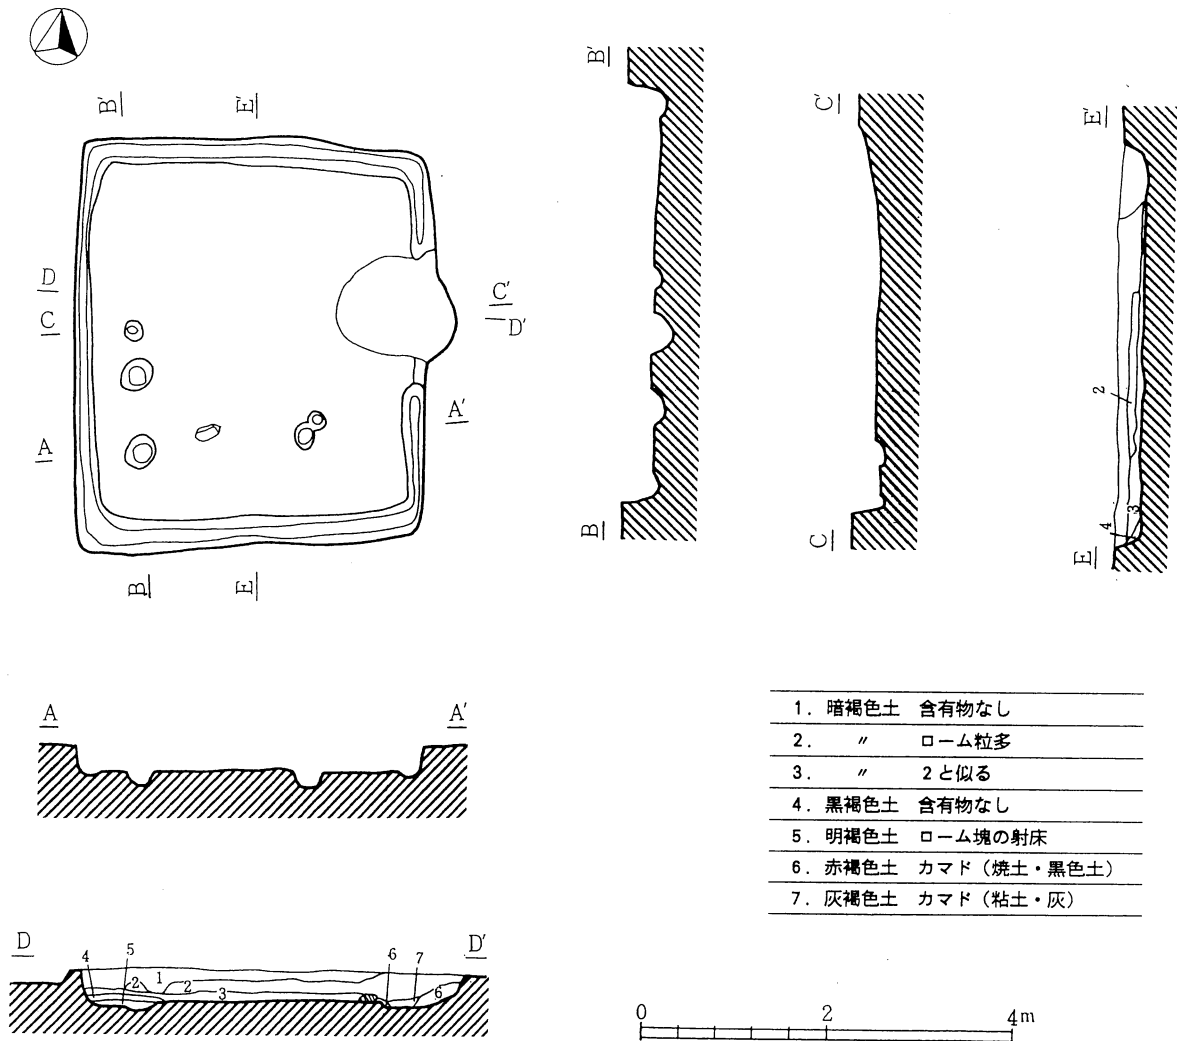 B'
E'
D
C
A
C'
D'
A'
B
E
B'
B
C'
C
E'
2
3
4
E
A
A'
D
4
5
1
2
2
3
6
7
6
D'
1. 暗褐色土 含有物なし
2. 〃 ローム粒多
3. 〃 2と似る
4. 黒褐色土 含有物なし
5. 明褐色土 ローム塊の射床
6. 赤褐色土 カマド（焼土・黒色土）
7. 灰褐色土 カマド（粘土・灰）
0 2 4m